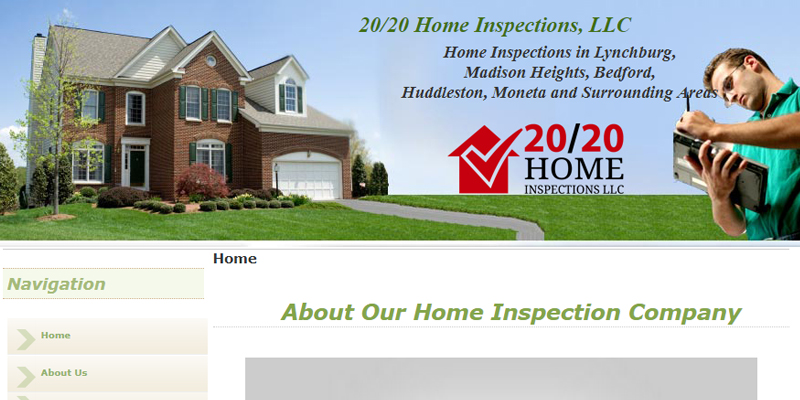 20/20 Home Inspections, LLC
Home Inspections in Lynchburg,
Madison Heights, Bedford,
Huddleston, Moneta and Surrounding Areas
20/20
HOME
INSPECTIONS LLC
Home
Navigation
About Our Home Inspection Company
Home
About Us